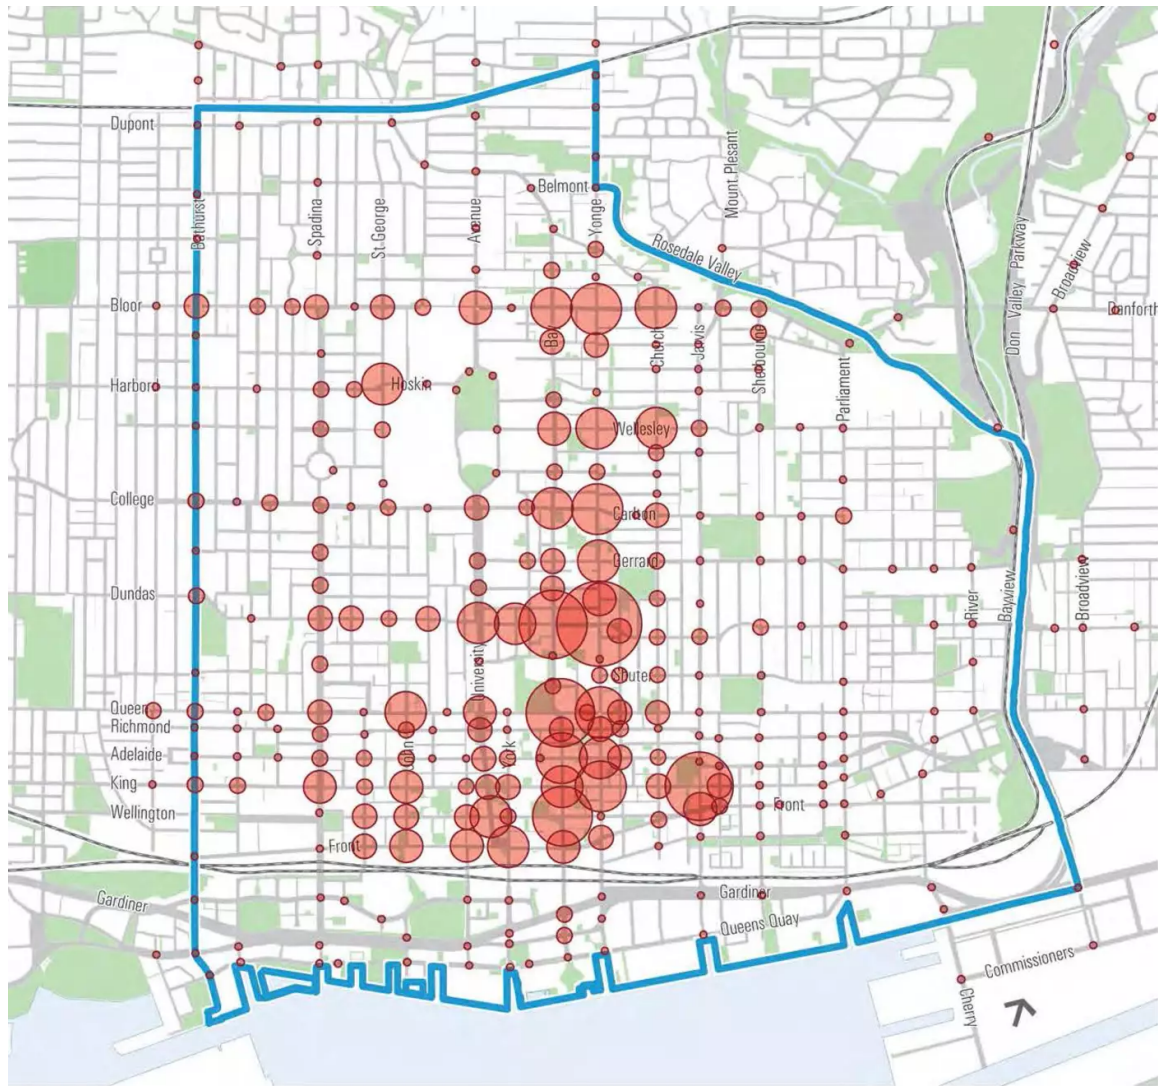 Dupont
Belmont
Bathurst
Spadina
St.George
Avenue
Yonge
Mount Plesant
Rosedale Valley
Don Valley Parkway
Broadview
Danforth
Bloor
Ba
Church
Jarvis
Sherbourne
Parliament
Harbord
Hoskin
Wellesley
College
Carlton
Gerrard
Dundas
River
Bayview
Broadview
University
Shuter
Queen
Richmond
Adelaide
John
York
King
Wellington
Front
Front
Gardiner
Gardiner
Queens Quay
Commissioners
Cherry